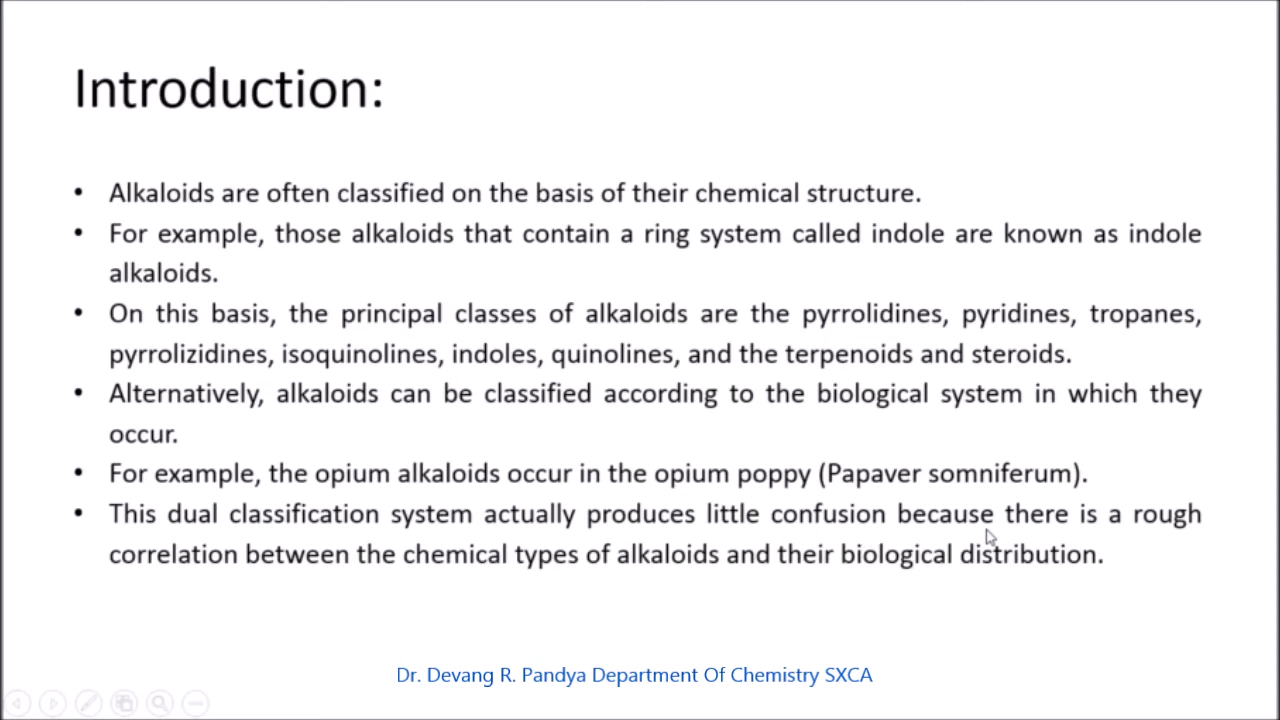 Introduction:
• Alkaloids are often classified on the basis of their chemical structure.
• For example, those alkaloids that contain a ring system called indole are known as indole
alkaloids.
• On this basis, the principal classes of alkaloids are the pyrrolidines, pyridines, tropanes,
pyrrolizidines, isoquinolines, indoles, quinolines, and the terpenoids and steroids.
• Alternatively, alkaloids can be classified according to the biological system in which they
occur.
• For example, the opium alkaloids occur in the opium poppy (Papaver somniferum).
• This dual classification system actually produces little confusion because there is a rough
correlation between the chemical types of alkaloids and their biological distribution.
Dr. Devang R. Pandya Department Of Chemistry SXCA